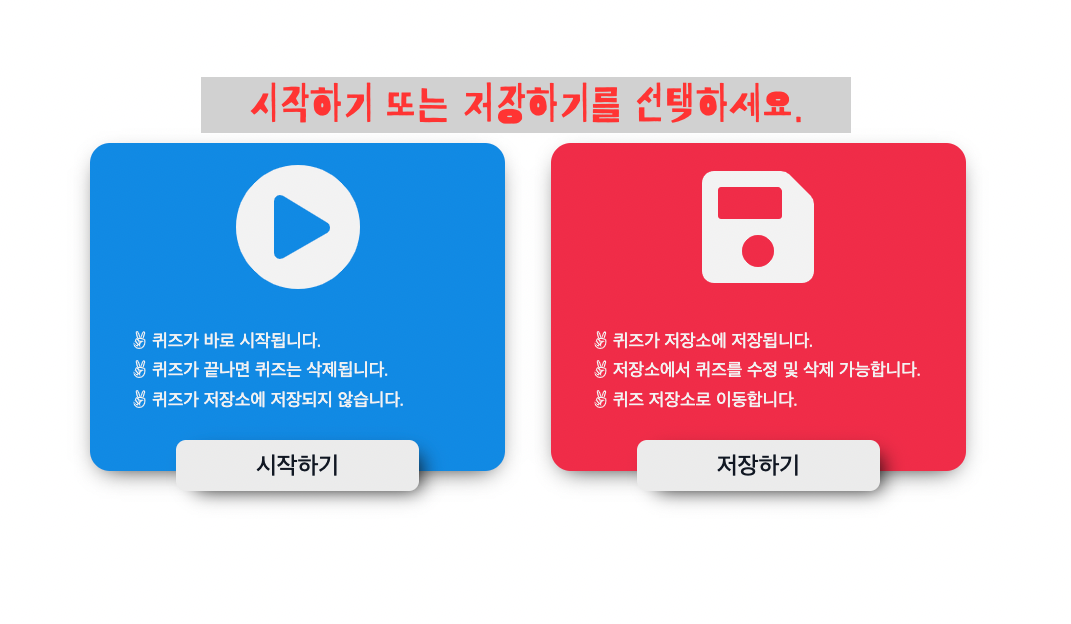 시작하기 또는 저장하기를 선택하세요.
✌ 퀴즈가 바로 시작됩니다.
✌ 퀴즈가 끝나면 퀴즈는 삭제됩니다.
✌ 퀴즈가 저장소에 저장되지 않습니다.
시작하기
✌ 퀴즈가 저장소에 저장됩니다.
✌ 저장소에서 퀴즈를 수정 및 삭제 가능합니다.
✌ 퀴즈 저장소로 이동합니다.
저장하기